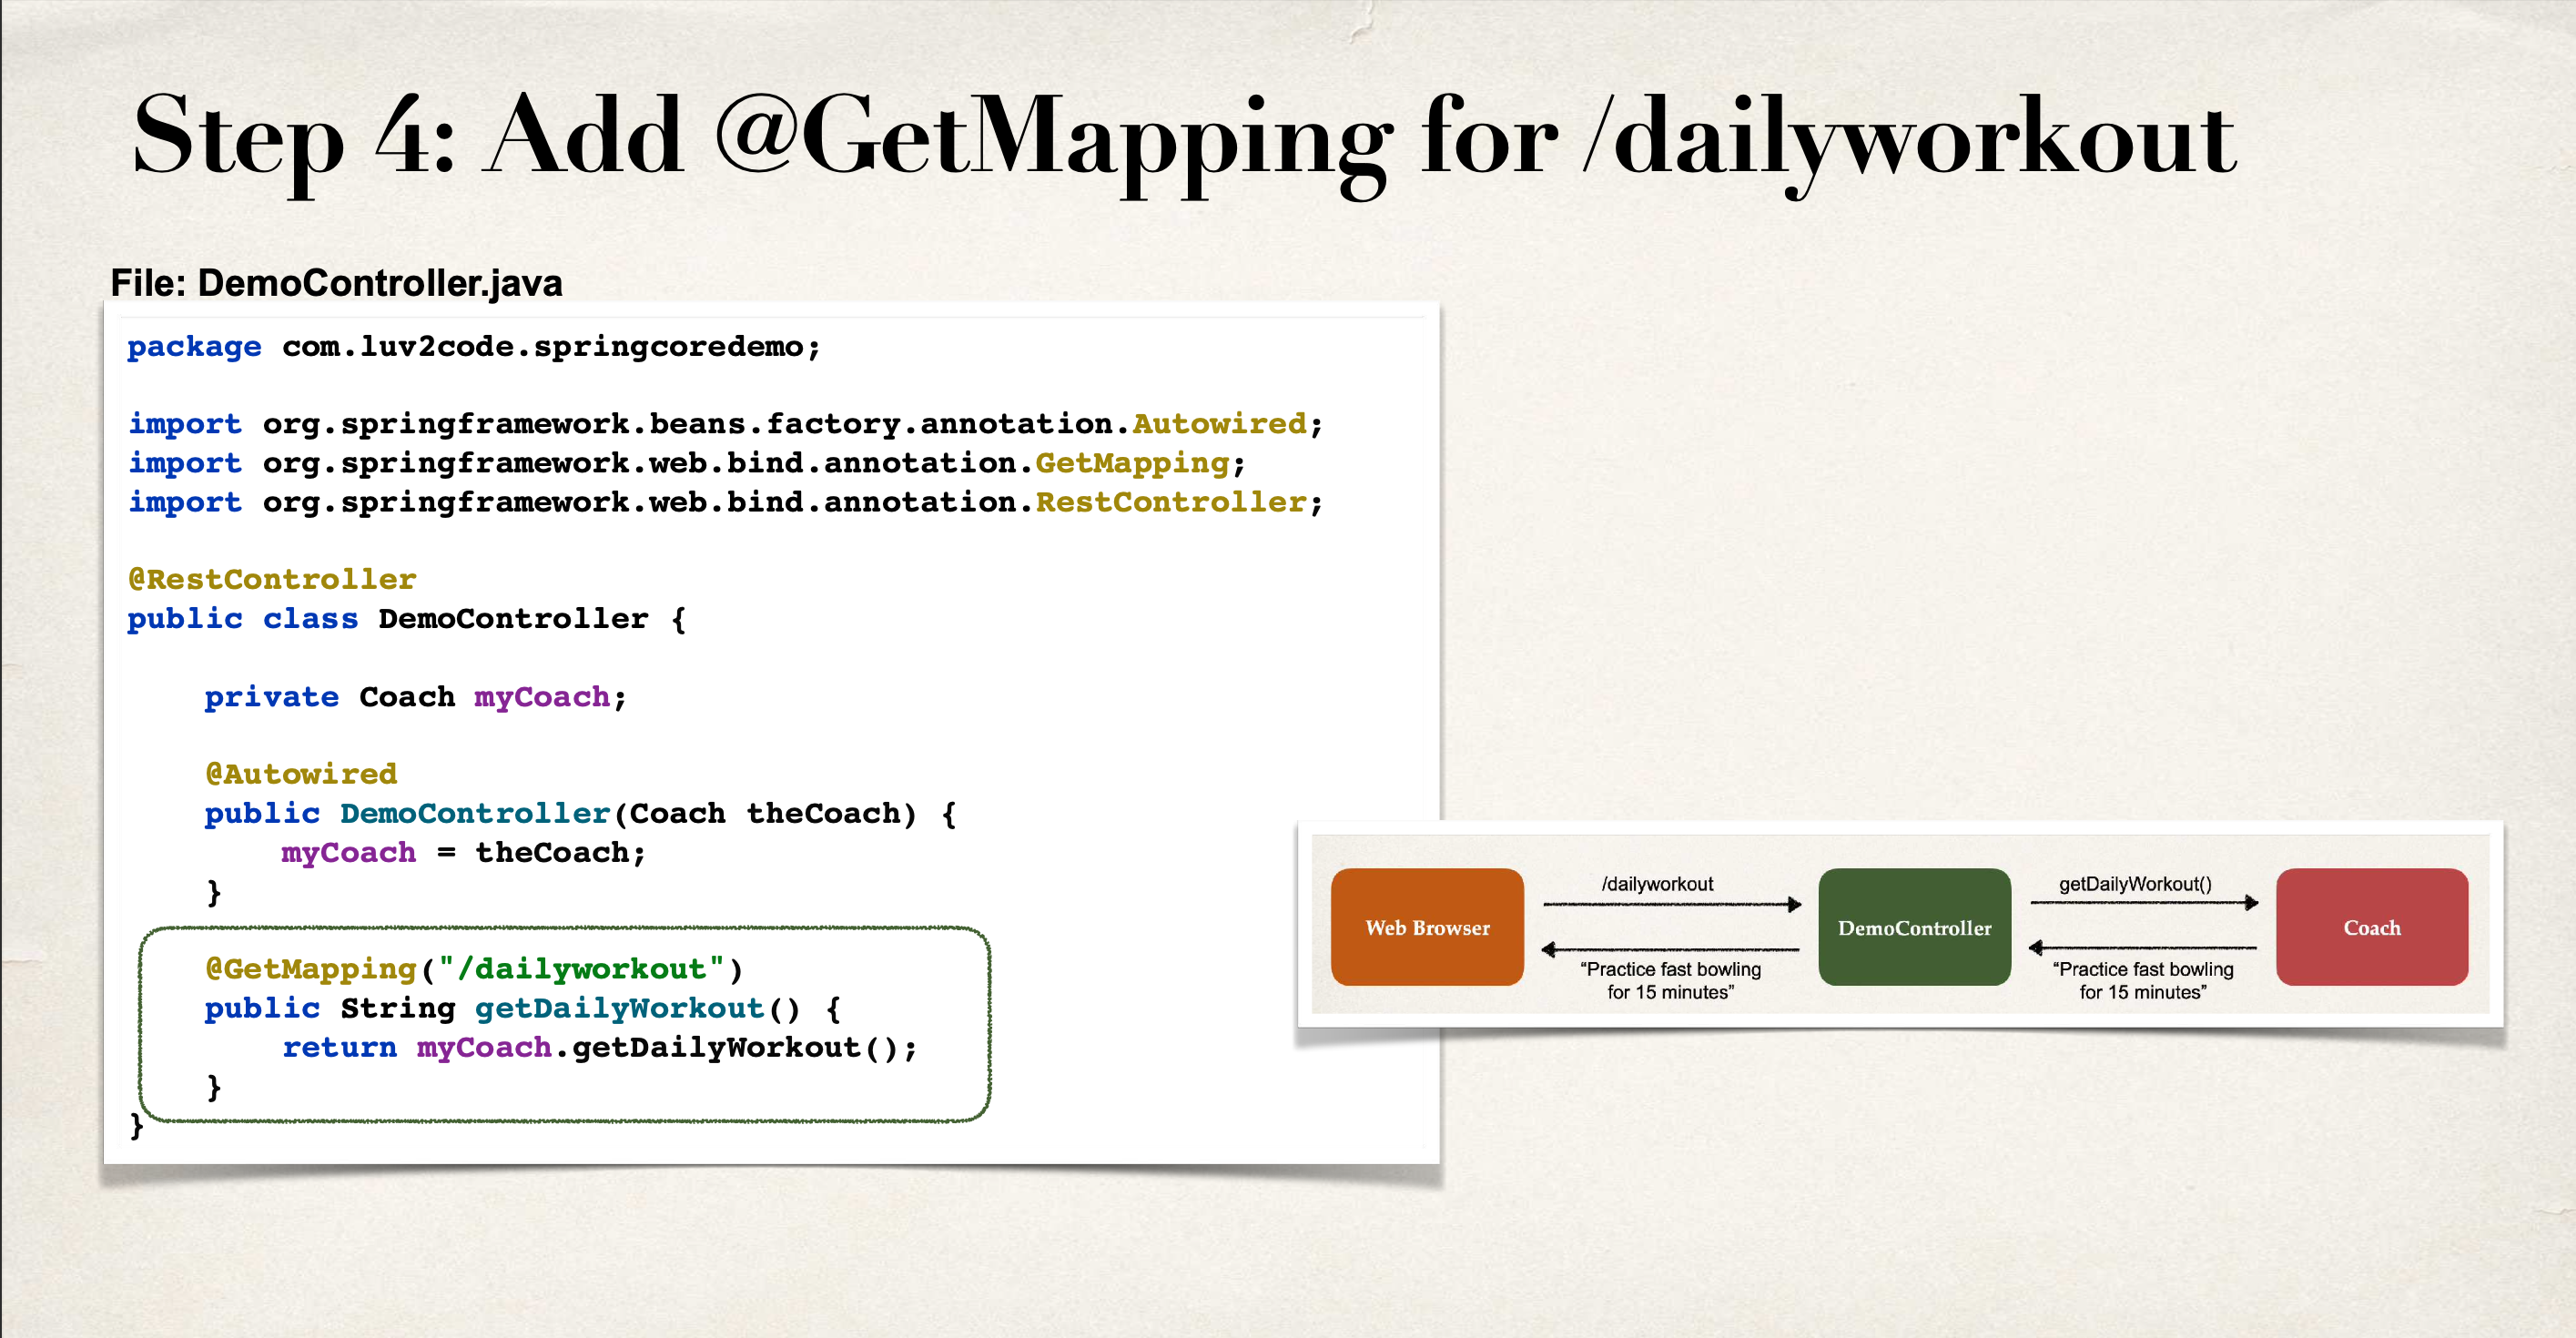 Step 4: Add @GetMapping for /dailyworkout
File: DemoController.java
package com.luv2code.springcoredemo;
import org.springframework.beans.factory.annotation.Autowired;
import org.springframework.web.bind.annotation.GetMapping;
import org.springframework.web.bind.annotation.RestController;
@RestController
public class DemoController {
private Coach myCoach;
@Autowired
public DemoController(Coach theCoach) {
myCoach = theCoach;
}
@GetMapping("/dailyworkout")
public String getDailyWorkout() {
return myCoach.getDailyWorkout();
}
}
Web Browser
/dailyworkout
“Practice fast bowling
for 15 minutes”
DemoController
getDailyWorkout()
“Practice fast bowling
for 15 minutes”
Coach